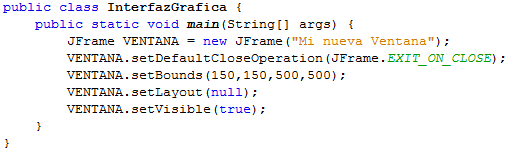 public class InterfazGrafica {
    public static void main(String[] args) {
        JFrame VENTANA = new JFrame("Mi nueva Ventana");
        VENTANA.setDefaultCloseOperation(JFrame.EXIT_ON_CLOSE);
        VENTANA.setBounds(150,150,500,500);
        VENTANA.setLayout(null);
        VENTANA.setVisible(true);
    }
}